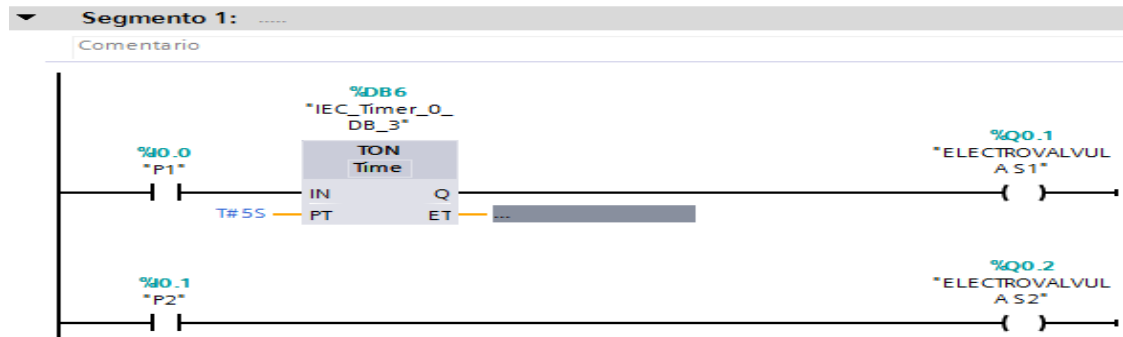 Segmento 1: .....
Comentario
%DB6
"IEC_Timer_0_
DB_3"
%I0.0
"P1"
TON
Time
IN Q
T#5S PT ET ...
%Q0.1
"ELECTROVALVUL
A S1"
%I0.1
"P2"
%Q0.2
"ELECTROVALVUL
A S2"